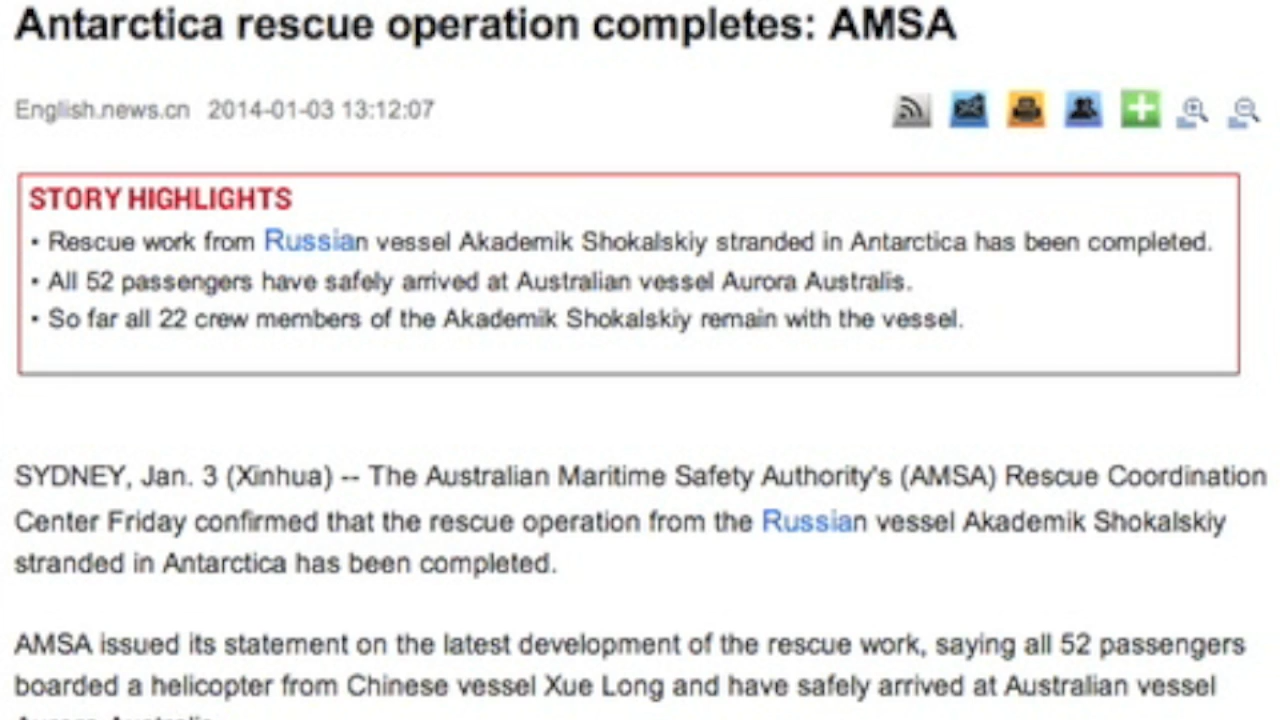 Antarctica rescue operation completes: AMSA
English.news.cn 2014-01-03 13:12:07
STORY HIGHLIGHTS
• Rescue work from Russian vessel Akademik Shokalskiy stranded in Antarctica has been completed.
• All 52 passengers have safely arrived at Australian vessel Aurora Australis.
• So far all 22 crew members of the Akademik Shokalskiy remain with the vessel.
SYDNEY, Jan. 3 (Xinhua) -- The Australian Maritime Safety Authority's (AMSA) Rescue Coordination
Center Friday confirmed that the rescue operation from the Russian vessel Akademik Shokalskiy
stranded in Antarctica has been completed.
AMSA issued its statement on the latest development of the rescue work, saying all 52 passengers
boarded a helicopter from Chinese vessel Xue Long and have safely arrived at Australian vessel